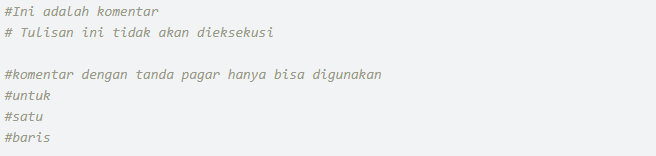 #Ini adalah komentar
# Tulisan ini tidak akan dieksekusi
#komentar dengan tanda pagar hanya bisa digunakan
#untuk
#satu
#baris